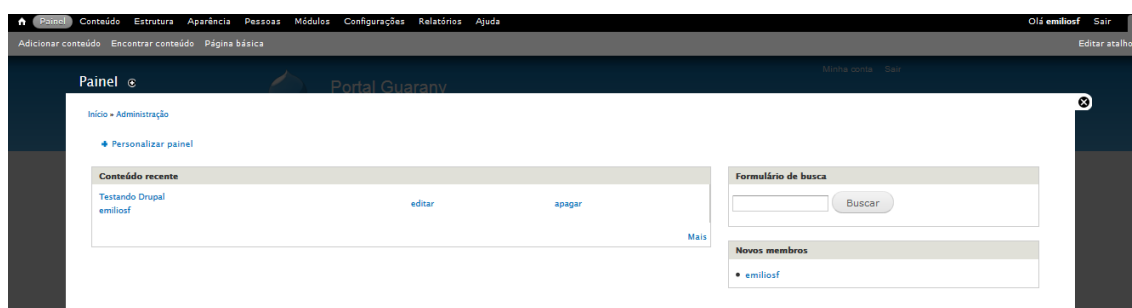 Painel Conteúdo Estrutura Aparência Pessoas Módulos Configurações Relatórios Ajuda Olá emiliosf Sair
Adicionar conteúdo Encontrar conteúdo Página básica Editar atalho
Minha conta Sair
Painel
Portal Guarany
Início » Administração
Personalizar painel
Conteúdo recente
Testando Drupal
emiliosf
editar apagar
Mais
Formulário de busca
Buscar
Novos membros
emiliosf